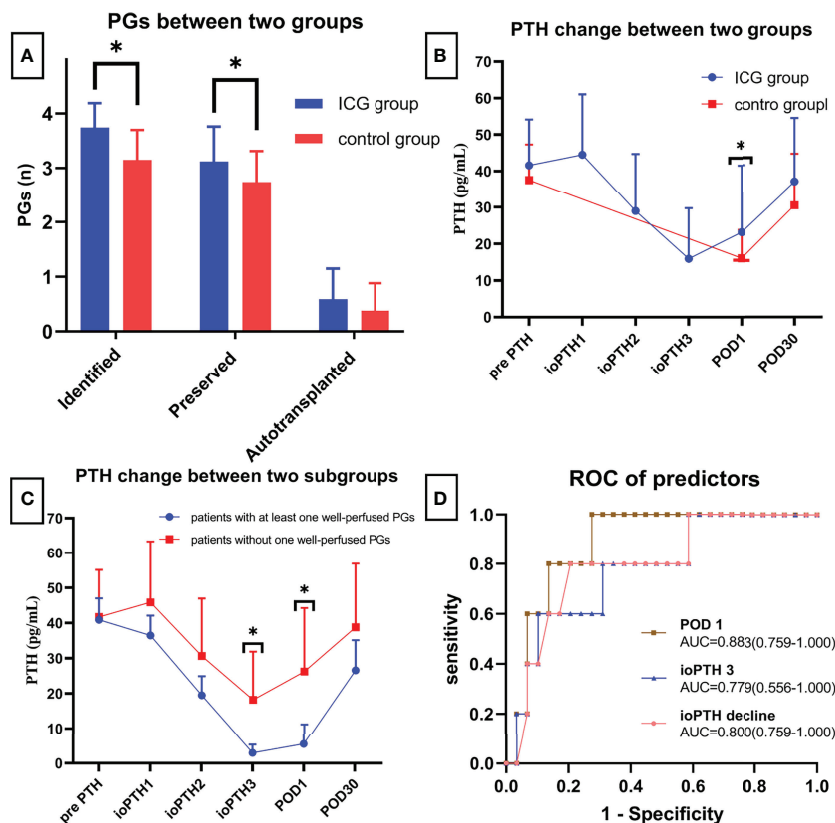 A
PGs between two groups
*
*
ICG group
control group
PGs (n)
4
3
2
1
0
Identified
Preserved
Autotransplanted
B
PTH change between two groups
ICG group
contro groupl
*
PTH (pg/mL)
70
60
50
40
30
20
10
0
pre PTH
ioPTH1
ioPTH2
ioPTH3
POD1
POD30
C
PTH change between two subgroups
patients with at least one well-perfused PGs
patients without one well-perfused PGs
*
*
PTH (pg/mL)
70
60
50
40
30
20
10
0
pre PTH
ioPTH1
ioPTH2
ioPTH3
POD1
POD30
D
ROC of predictors
sensitivity
1.0
0.8
0.6
0.4
0.2
0.0
POD 1
AUC=0.883(0.759-1.000)
ioPTH 3
AUC=0.779(0.556-1.000)
ioPTH decline
AUC=0.800(0.759-1.000)
0.0
0.2
0.4
0.6
0.8
1.0
1 - Specificity